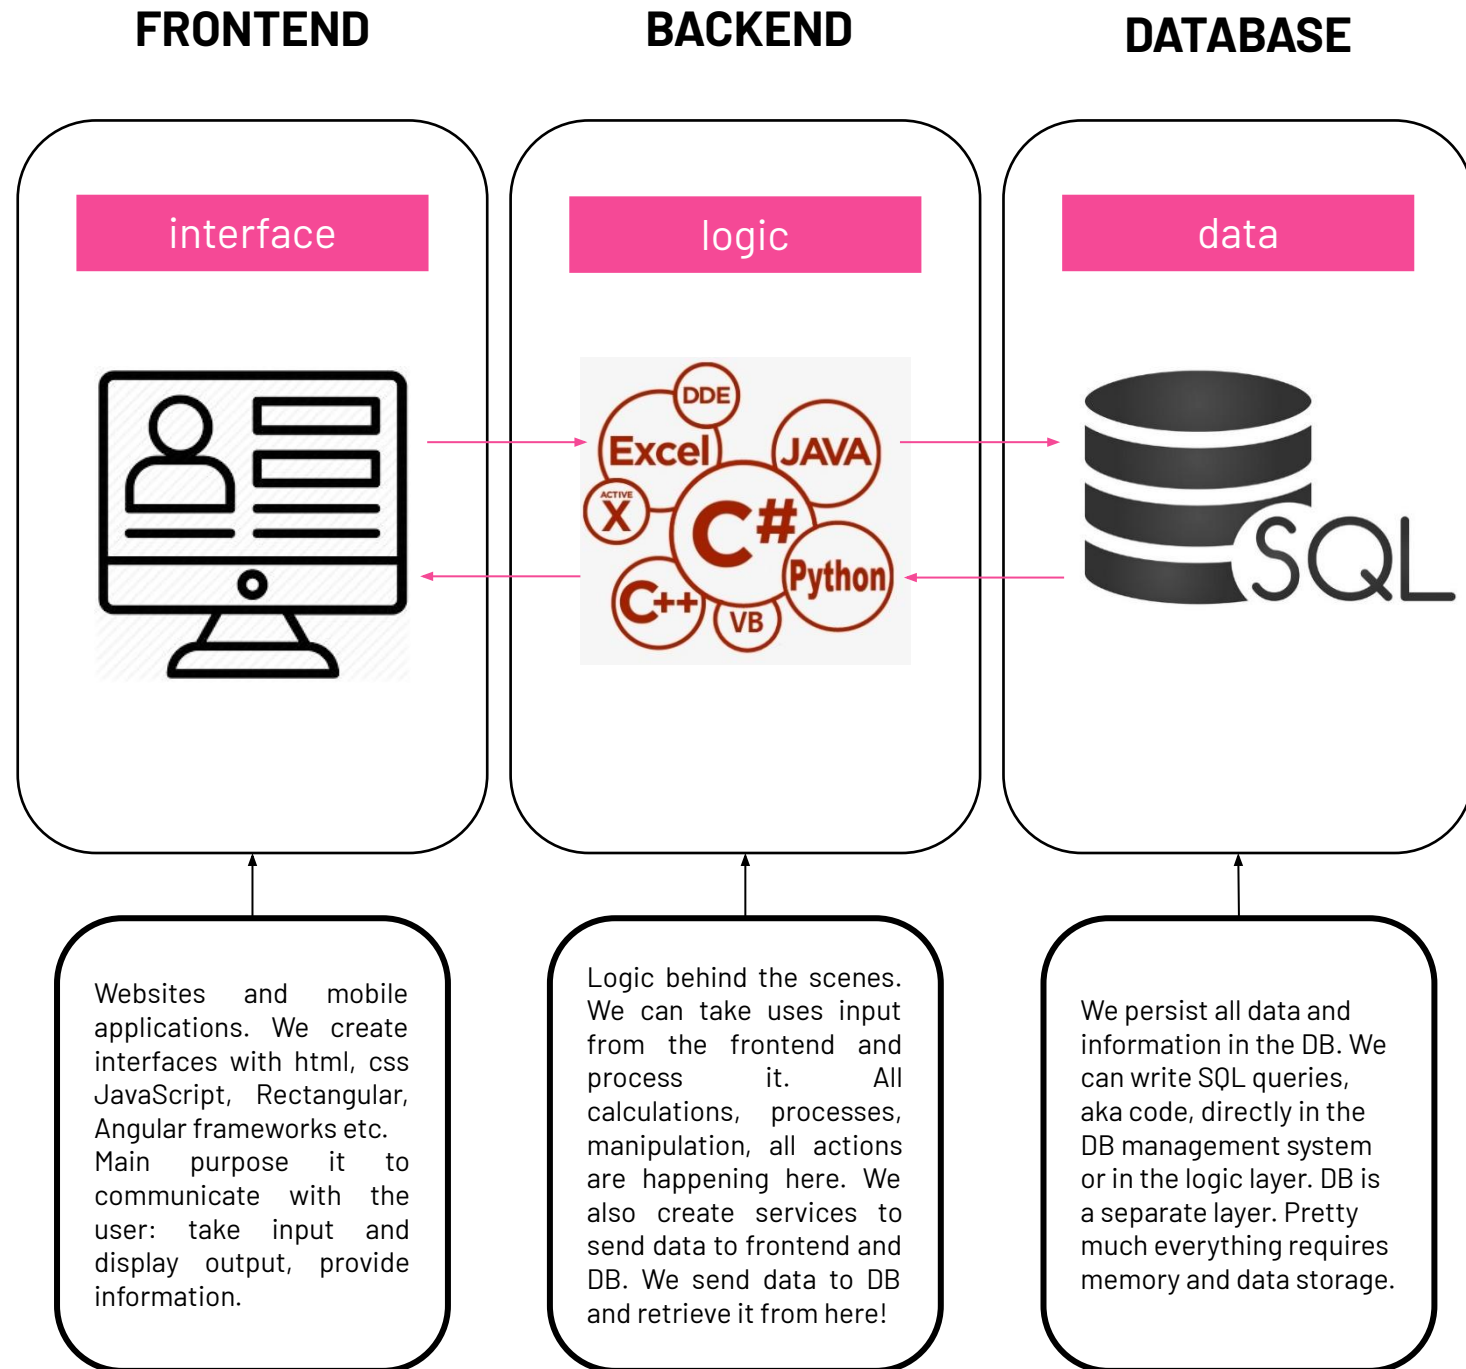 FRONTEND
BACKEND
DATABASE
interface
logic
data
DDE
Excel
JAVA
ACTIVE
X
C#
Python
C++
VB
SQL
Websites and mobile
applications. We create
interfaces with html, css
JavaScript, Rectangular,
Angular frameworks etc.
Main purpose it to
communicate with the
user: take input and
display output, provide
information.
Logic behind the scenes.
We can take uses input
from the frontend and
process it. All
calculations, processes,
manipulation, all actions
are happening here. We
also create services to
send data to frontend and
DB. We send data to DB
and retrieve it from here!
We persist all data and
information in the DB. We
can write SQL queries,
aka code, directly in the
DB management system
or in the logic layer. DB is
a separate layer. Pretty
much everything requires
memory and data storage.